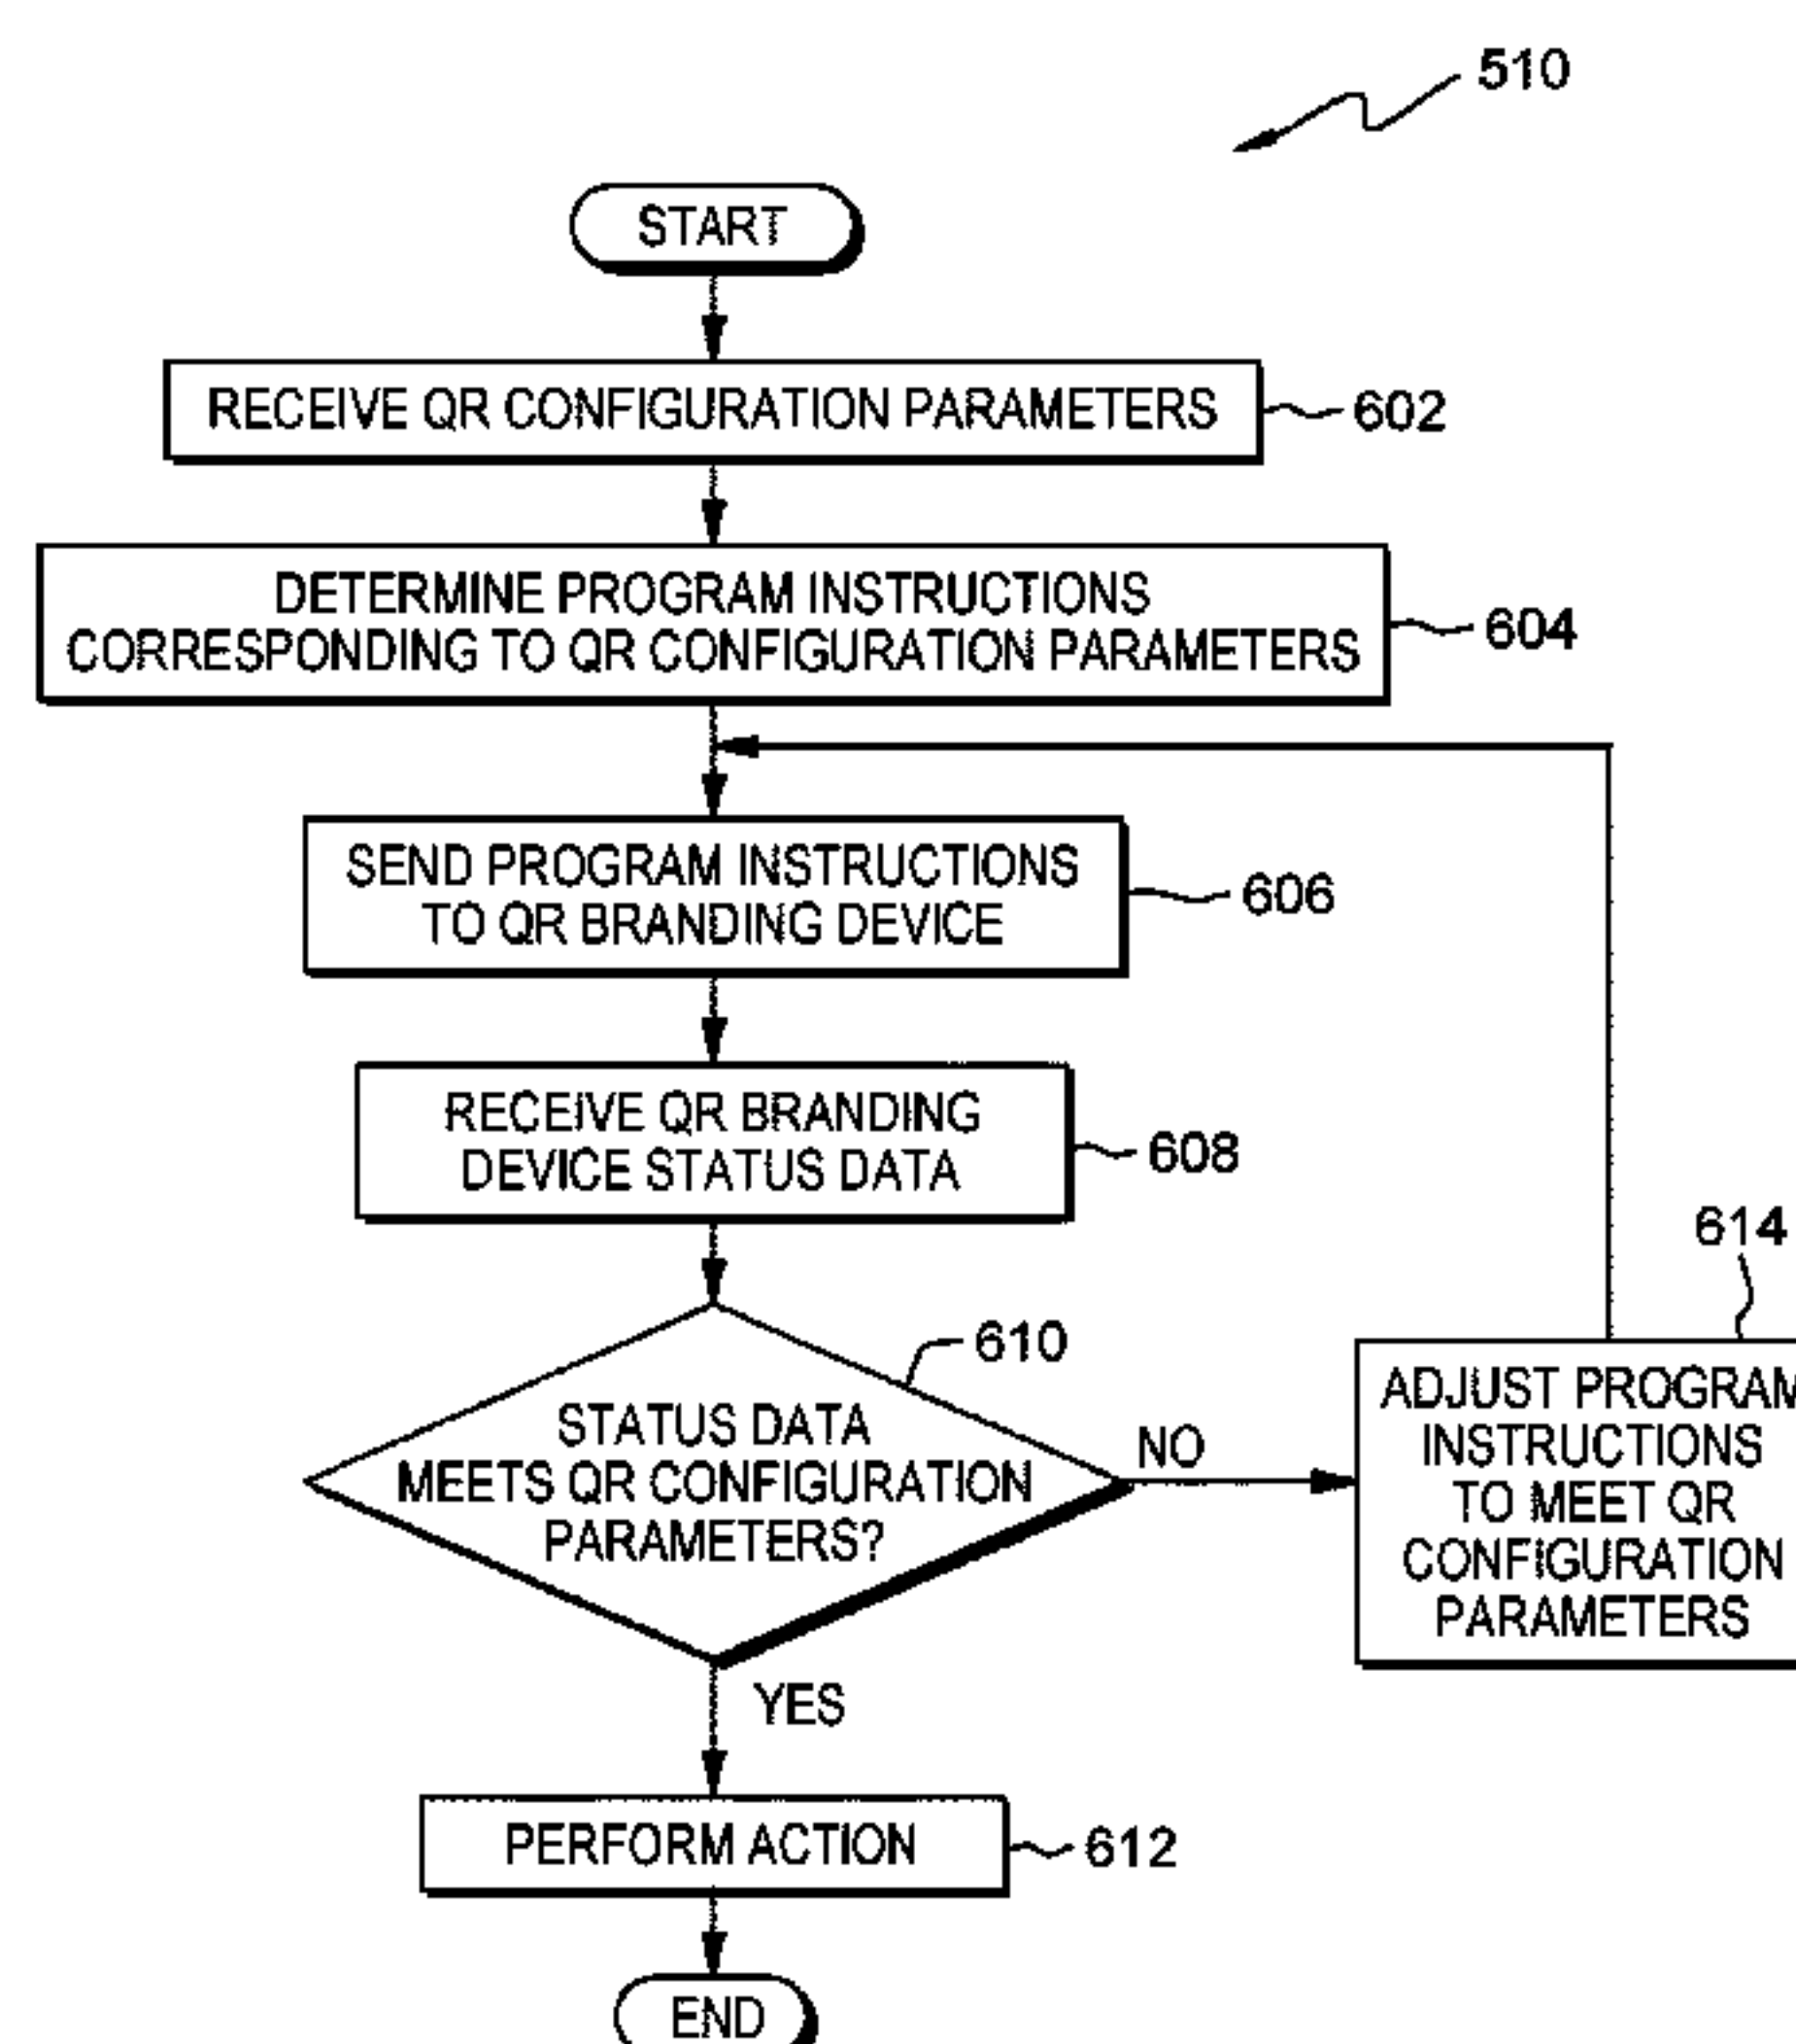 510
START
RECEIVE QR CONFIGURATION PARAMETERS
602
DETERMINE PROGRAM INSTRUCTIONS
CORRESPONDING TO QR CONFIGURATION PARAMETERS
604
SEND PROGRAM INSTRUCTIONS
TO QR BRANDING DEVICE
606
RECEIVE QR BRANDING
DEVICE STATUS DATA
608
STATUS DATA
MEETS QR CONFIGURATION
PARAMETERS?
610
NO
614
ADJUST PROGRAM
INSTRUCTIONS
TO MEET QR
CONFIGURATION
PARAMETERS
YES
PERFORM ACTION
612
END